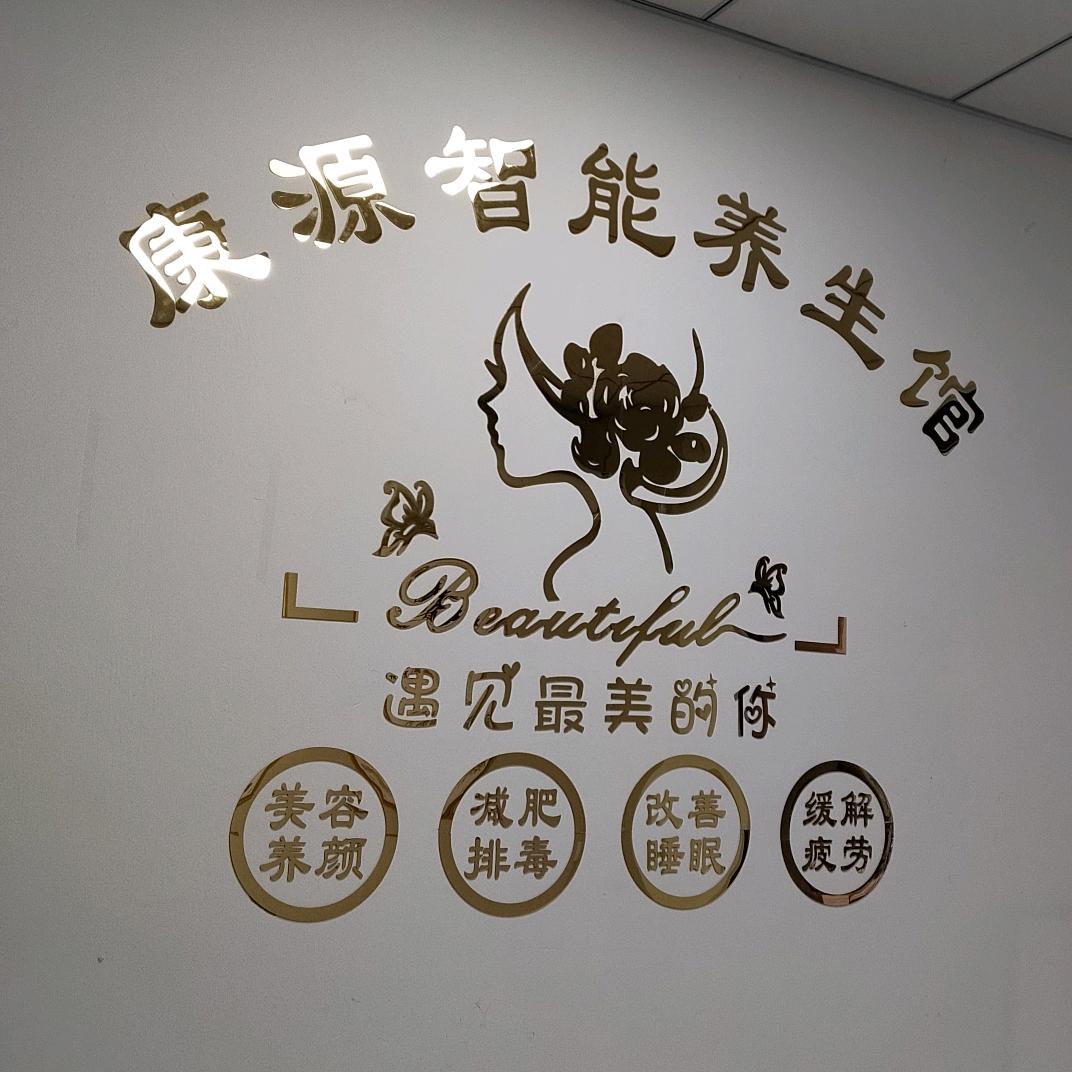 康源智能养生馆
Beautiful
遇见最美的你
美容
养颜
减肥
排毒
改善
睡眠
缓解
疲劳